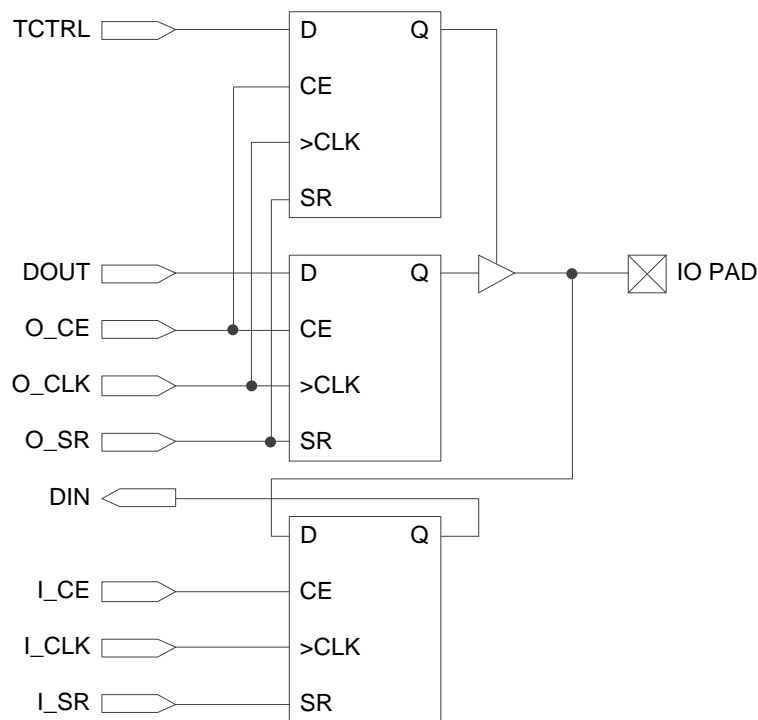 TCTRL D Q
CE
>CLK
SR
DOUT D Q IO PAD
O_CE CE
O_CLK >CLK
O_SR SR
DIN
D Q
I_CE CE
I_CLK >CLK
I_SR SR